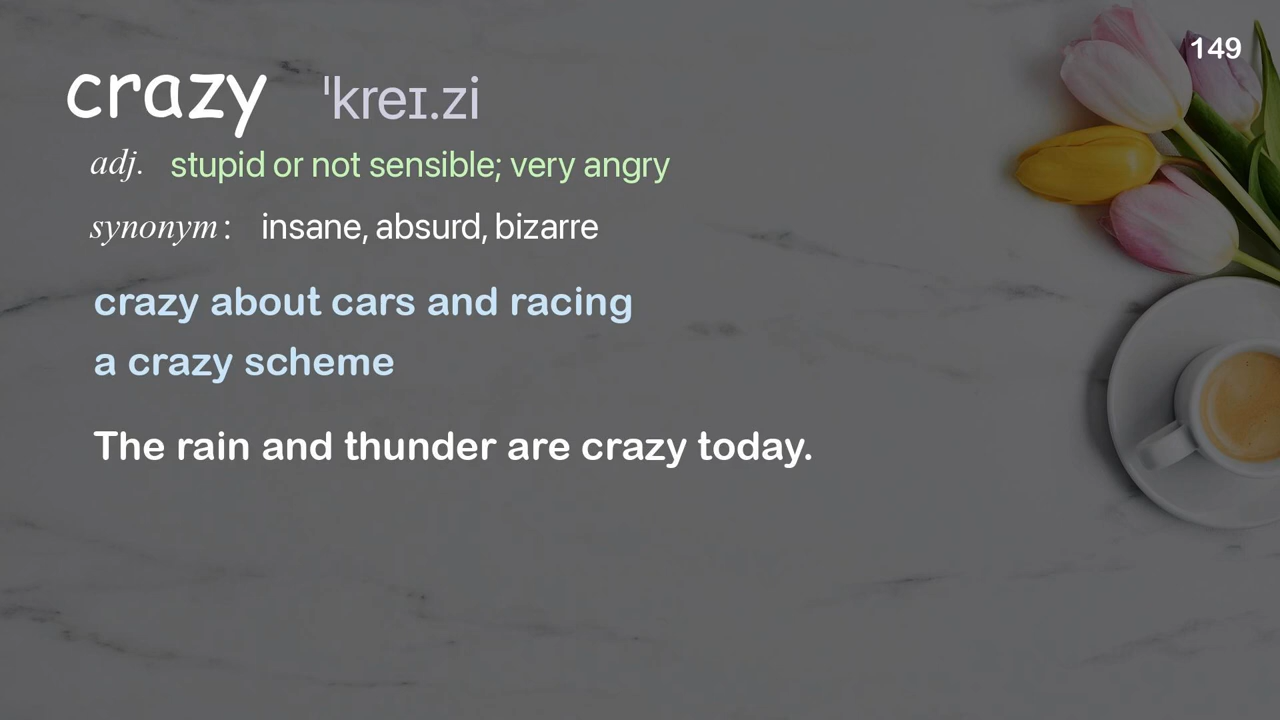 149
crazy ˈkreɪ.zi
adj. stupid or not sensible; very angry
synonym: insane, absurd, bizarre
crazy about cars and racing
a crazy scheme
The rain and thunder are crazy today.